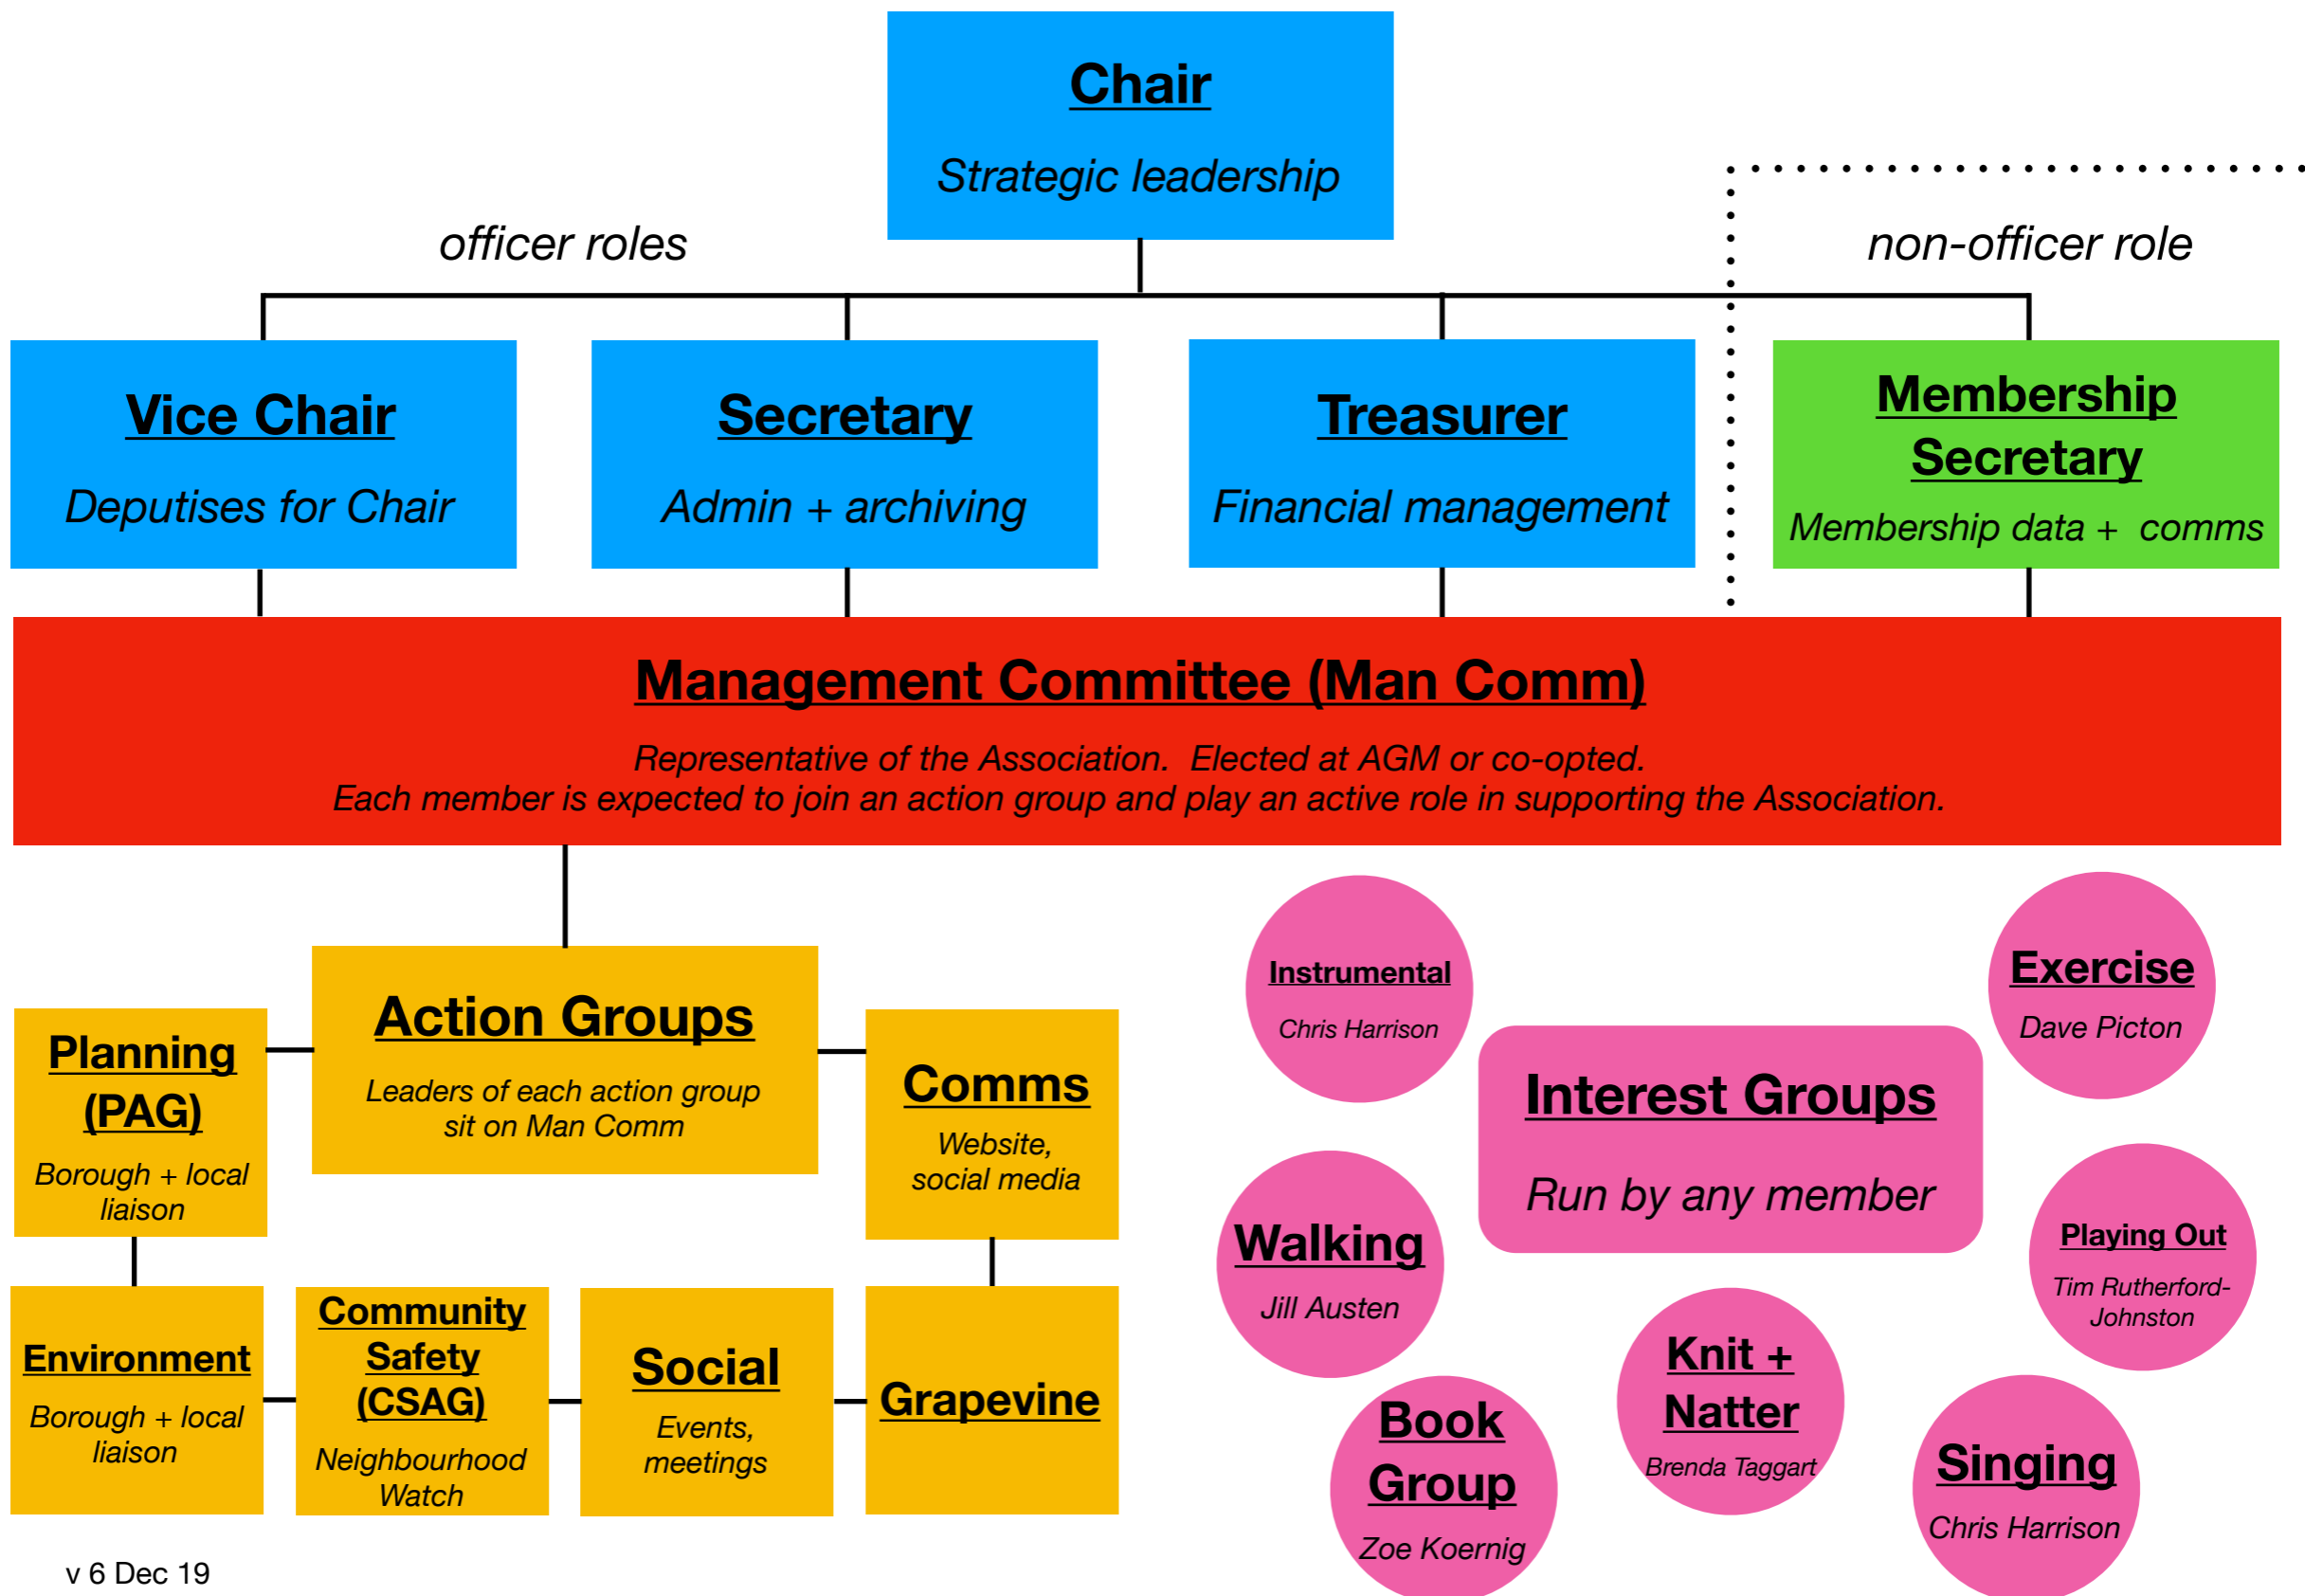 Chair
Strategic leadership
officer roles
non-officer role
Vice Chair
Deputises for Chair
Secretary
Admin + archiving
Treasurer
Financial management
Membership
Secretary
Membership data +  comms
Management Committee (Man Comm)
Representative of the Association.  Elected at AGM or co-opted.
Each member is expected to join an action group and play an active role in supporting the Association.
Action Groups
Leaders of each action group
sit on Man Comm
Planning
(PAG)
Borough + local
liaison
Comms
Website,
social media
Environment
Borough + local
liaison
Community
Safety
(CSAG)
Neighbourhood
Watch
Social
Events,
meetings
Grapevine
Interest Groups
Run by any member
Instrumental
Chris Harrison
Exercise
Dave Picton
Walking
Jill Austen
Playing Out
Tim Rutherford-
Johnston
Book
Group
Zoe Koernig
Knit +
Natter
Brenda Taggart
Singing
Chris Harrison
v 6 Dec 19